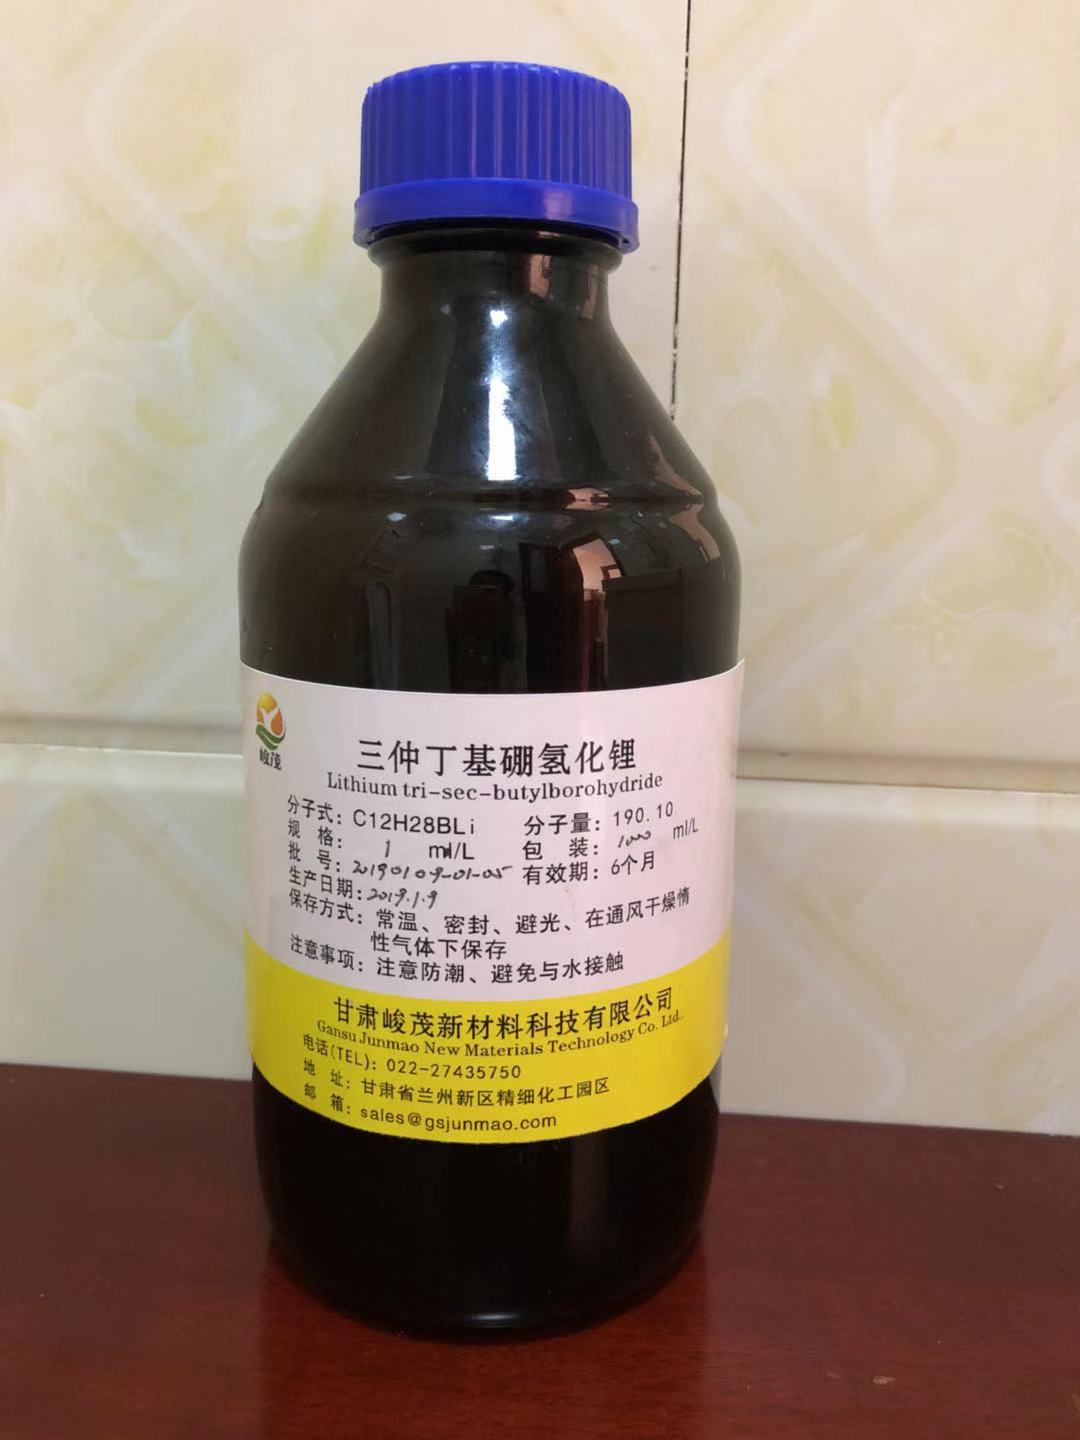 峻茂
三仲丁基硼氢化锂
Lithium tri-sec-butylborohydride
分子式: C12H28BLi 分子量: 190.10
规 格: 1 ml/L 包 装: 1000 ml/L
批 号: 20190109-01-05 有效期: 6个月
生产日期: 2019.1.9
保存方式: 常温、密封、避光、在通风干燥惰
性气体下保存
注意事项: 注意防潮、避免与水接触
甘肃峻茂新材料科技有限公司
Gansu Junmao New Materials Technology Co. Ltd..
电话(TEL): 022-27435750
地 址: 甘肃省兰州新区精细化工园区
邮 箱: sales@gsjunmao.com